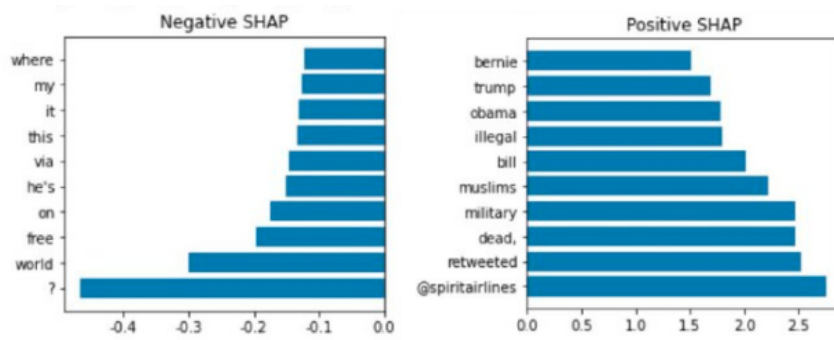 Negative SHAP
where
my
it
this
via
he's
on
free
world
?
-0.4 -0.3 -0.2 -0.1 0.0
Positive SHAP
bernie
trump
obama
illegal
bill
muslims
military
dead,
retweeted
@spiritairlines
0.0 0.5 1.0 1.5 2.0 2.5